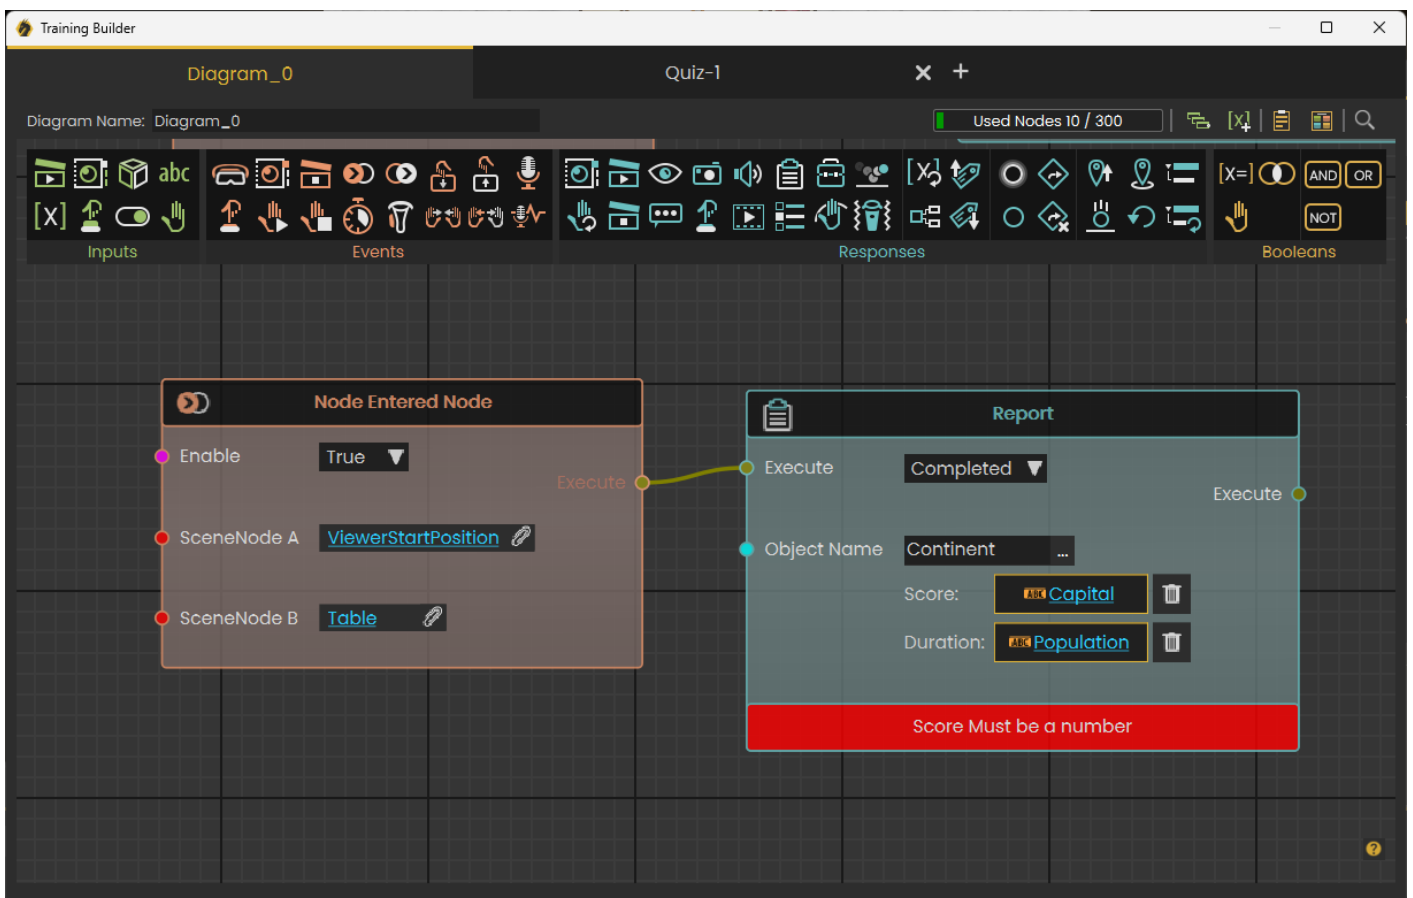 Training Builder
Diagram_0
Quiz-1
Diagram Name: Diagram_0
Used Nodes 10 / 300
abc
[X=]
AND
OR
[X]
NOT
Inputs
Events
Responses
Booleans
Node Entered Node
Enable
True
Execute
SceneNode A
ViewerStartPosition
SceneNode B
Table
Report
Execute
Completed
Execute
Object Name
Continent
...
Score:
ABC Capital
Duration:
ABC Population
Score Must be a number
?